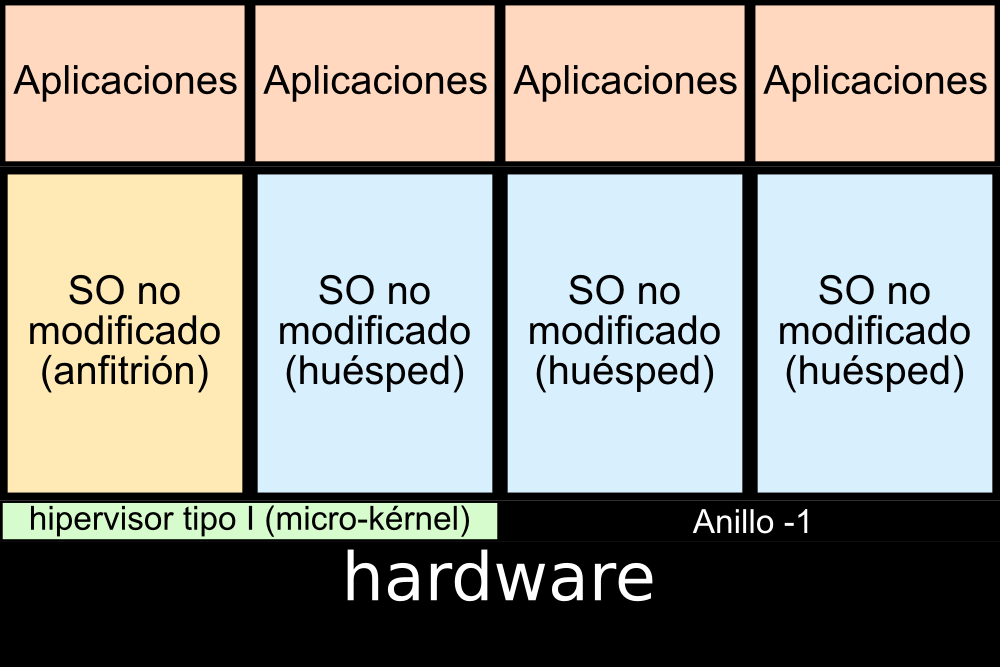 Aplicaciones Aplicaciones Aplicaciones Aplicaciones
SO no
modificado
(anfitrión)
SO no
modificado
(huésped)
SO no
modificado
(huésped)
SO no
modificado
(huésped)
hipervisor tipo I (micro-kérnel)
Anillo -1
hardware